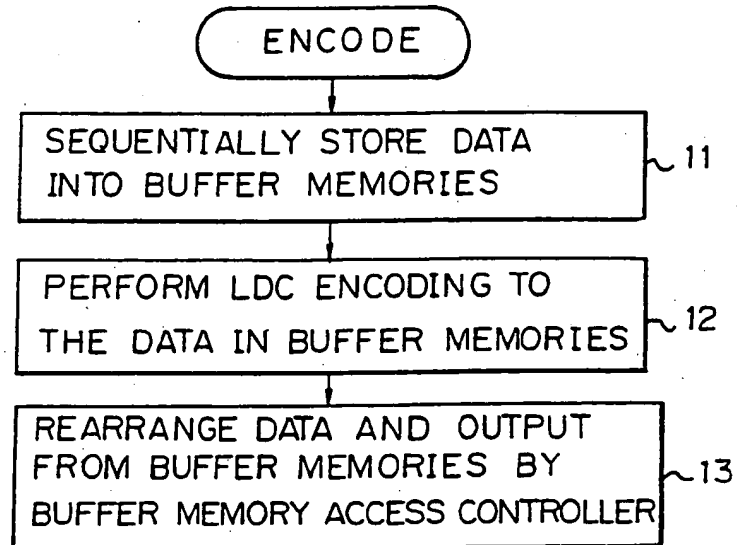 ENCODE
SEQUENTIALLY STORE DATA
INTO BUFFER MEMORIES
11
PERFORM LDC ENCODING TO
THE DATA IN BUFFER MEMORIES
12
REARRANGE DATA AND OUTPUT
FROM BUFFER MEMORIES BY
BUFFER MEMORY ACCESS CONTROLLER
13